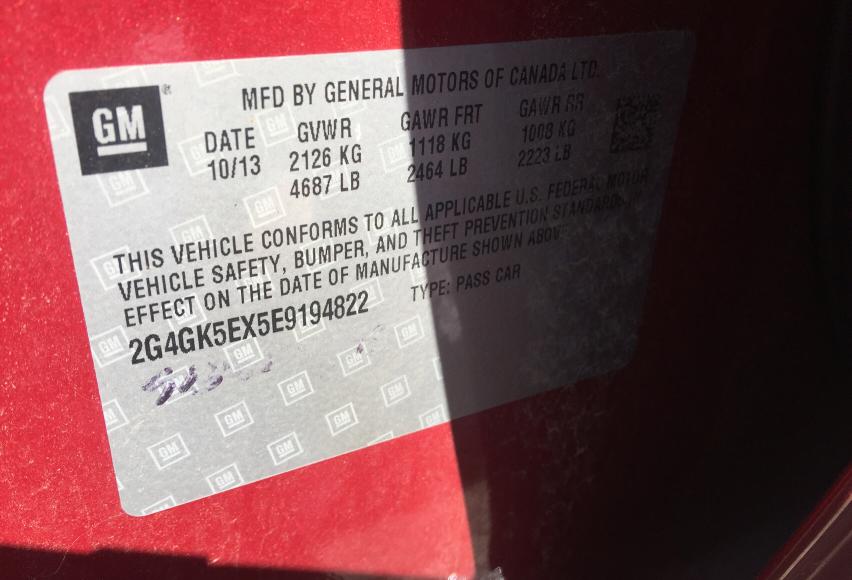 GM
MFD BY GENERAL MOTORS OF CANADA LTD.
DATE GVWR GAWR FRT GAWR RR
10/13 2126 KG 1118 KG 1008 KG
4687 LB 2464 LB 2223 LB
THIS VEHICLE CONFORMS TO ALL APPLICABLE U.S. FEDERAL MOTOR
VEHICLE SAFETY, BUMPER, AND THEFT PREVENTION STANDARDS IN
EFFECT ON THE DATE OF MANUFACTURE SHOWN ABOVE
2G4GK5EX5E9194822 TYPE: PASS CAR